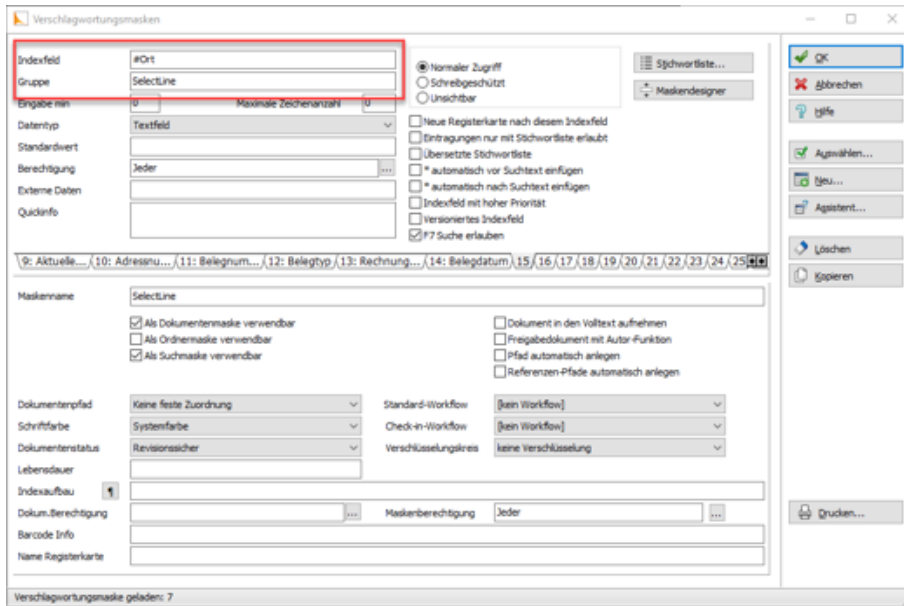 Verschlagwortungsmasken
Indexfeld #Ort
Gruppe SelectLine
Eingabe min 0 Maximale Zeichenanzahl 0
Datentyp Textfeld
Standardwert
Berechtigung Jeder ...
Externe Daten
Quickinfo
Normaler Zugriff
Schreibgeschützt
Unsichtbar
Stichwortliste...
Maskendesigner
Neue Registerkarte nach diesem Indexfeld
Eintragungen nur mit Stichwortliste erlaubt
Übersetzte Stichwortliste
* automatisch vor Suchtext einfügen
* automatisch nach Suchtext einfügen
Indexfeld mit hoher Priorität
Versioniertes Indexfeld
F7 Suche erlauben
9: Aktuelle... 10: Adressnu... 11: Belegnum... 12: Belegtyp 13: Rechnung... 14: Belegdatum 15 16 17 18 19 20 21 22 23 24 25
Maskenname SelectLine
Als Dokumentenmaske verwendbar
Als Ordnermaske verwendbar
Als Suchmaske verwendbar
Dokument in den Volltext aufnehmen
Freigabedokument mit Autor-Funktion
Pfad automatisch anlegen
Referenzen-Pfade automatisch anlegen
Dokumentenpfad Keine feste Zuordnung Standard-Workflow [kein Workflow]
Schriftfarbe Systemfarbe Check-in-Workflow [kein Workflow]
Dokumentenstatus Revisionssicher Verschlüsselungskreis keine Verschlüsselung
Lebensdauer
Indexaufbau ¶
Dokum.Berechtigung ... Maskenberechtigung Jeder ...
Barcode Info
Name Registerkarte
OK
Abbrechen
Hilfe
Auswählen...
Neu...
Assistent...
Löschen
Kopieren
Drucken...
Verschlagwortungsmaske geladen: 7